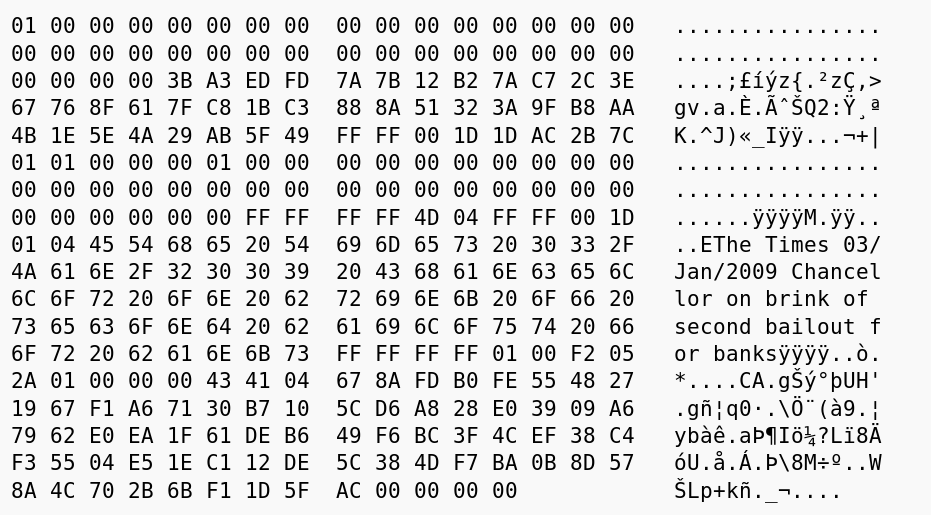 01 00 00 00 00 00 00 00 00 00 00 00 00 00 00 00 ................
00 00 00 00 00 00 00 00 00 00 00 00 00 00 00 00 ................
00 00 00 00 3B A3 ED FD 7A 7B 12 B2 7A C7 2C 3E ....;£íýz{.²zÇ,>
67 76 8F 61 7F C8 1B C3 88 8A 51 32 3A 9F B8 AA gv.a.È.ÃˆŠQ2:Ÿ¸ª
4B 1E 5E 4A 29 AB 5F 49 FF FF 00 1D 1D AC 2B 7C K.^J)«_Iÿÿ...¬+|
01 01 00 00 00 01 00 00 00 00 00 00 00 00 00 00 ................
00 00 00 00 00 00 00 00 00 00 00 00 00 00 00 00 ................
00 00 00 00 00 00 FF FF FF FF 4D 04 FF FF 00 1D ......ÿÿÿÿM.ÿÿ..
01 04 45 54 68 65 20 54 69 6D 65 73 20 30 33 2F ..EThe Times 03/
4A 61 6E 2F 32 30 30 39 20 43 68 61 6E 63 65 6C Jan/2009 Chancel
6C 6F 72 20 6F 6E 20 62 72 69 6E 6B 20 6F 66 20 lor on brink of
73 65 63 6F 6E 64 20 62 61 69 6C 6F 75 74 20 66 second bailout f
6F 72 20 62 61 6E 6B 73 FF FF FF FF 01 00 F2 05 or banksÿÿÿÿ..ò.
2A 01 00 00 00 43 41 04 67 8A FD B0 FE 55 48 27 *....CA.gŠý°þUH'
19 67 F1 A6 71 30 B7 10 5C D6 A8 28 E0 39 09 A6 .gñ¦q0·.\Ö¨(à9.¦
79 62 E0 EA 1F 61 DE B6 49 F6 BC 3F 4C EF 38 C4 ybàê.aÞ¶Iö¼?Lï8Ä
F3 55 04 E5 1E C1 12 DE 5C 38 4D F7 BA 0B 8D 57 óU.å.Á.Þ\8M÷º..W
8A 4C 70 2B 6B F1 1D 5F AC 00 00 00 00 ŠLp+kñ._¬....